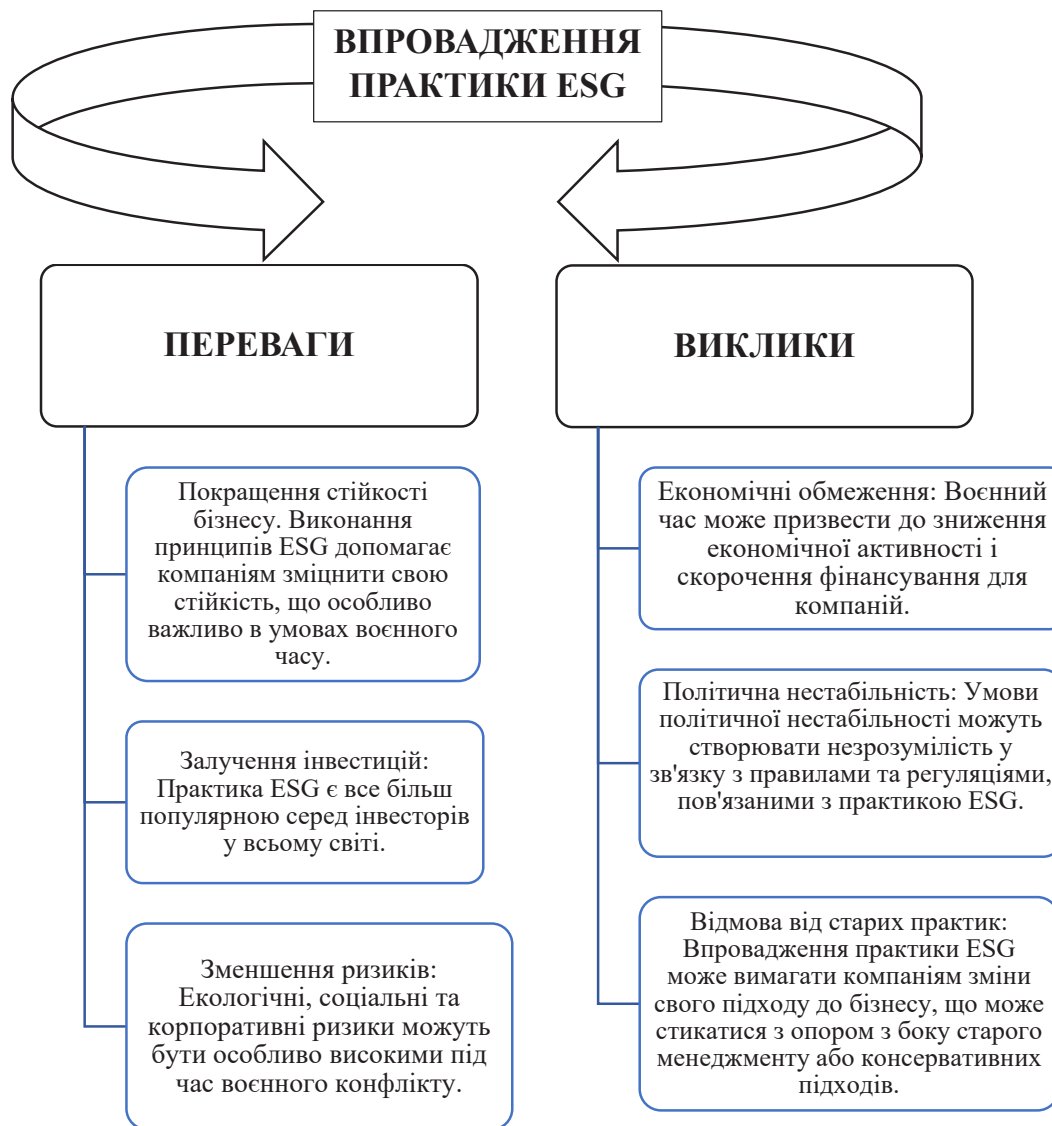 ВПРОВАДЖЕННЯ
ПРАКТИКИ ESG
ПЕРЕВАГИ
Покращення стійкості
бізнесу. Виконання
принципів ESG допомагає
компаніям зміцнити свою
стійкість, що особливо
важливо в умовах воєнного
часу.
Залучення інвестицій:
Практика ESG є все більш
популярною серед інвесторів
у всьому світі.
Зменшення ризиків:
Екологічні, соціальні та
корпоративні ризики можуть
бути особливо високими під
час воєнного конфлікту.
ВИКЛИКИ
Економічні обмеження: Воєнний
час може призвести до зниження
економічної активності і
скорочення фінансування для
компаній.
Політична нестабільність: Умови
політичної нестабільності можуть
створювати незрозумілість у
зв'язку з правилами та регуляціями,
пов'язаними з практикою ESG.
Відмова від старих практик:
Впровадження практики ESG
може вимагати компаніям зміни
свого підходу до бізнесу, що може
стикатися з опором з боку старого
менеджменту або консервативних
підходів.